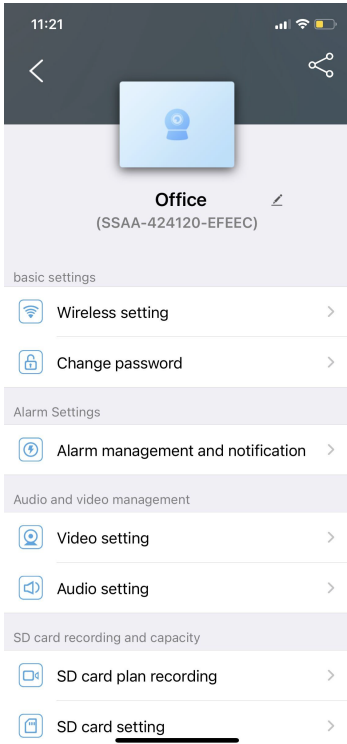 11:21
Office
(SSAA-424120-EFEEC)
basic settings
Wireless setting
Change password
Alarm Settings
Alarm management and notification
Audio and video management
Video setting
Audio setting
SD card recording and capacity
SD card plan recording
SD card setting